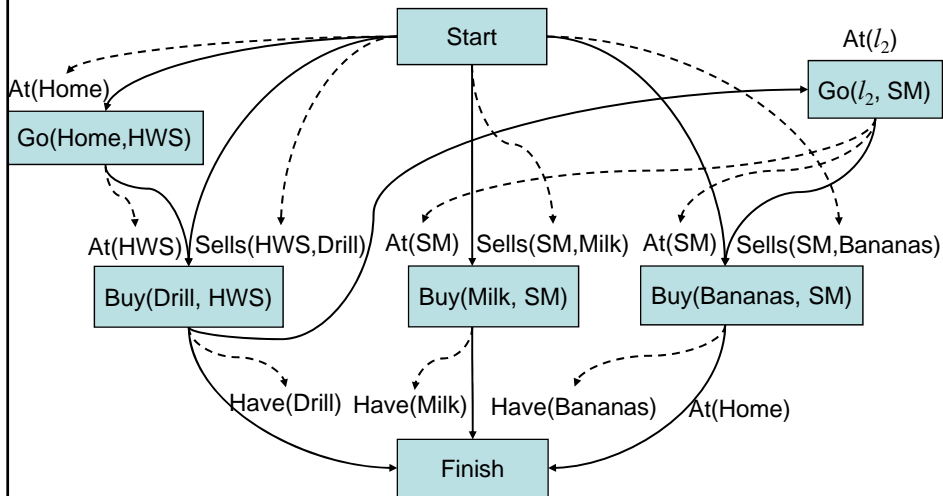 Start
At(l₂)
At(Home)
Go(l₂, SM)
Go(Home,HWS)
At(HWS)
Sells(HWS,Drill)
At(SM)
Sells(SM,Milk)
At(SM)
Sells(SM,Bananas)
Buy(Drill, HWS)
Buy(Milk, SM)
Buy(Bananas, SM)
Have(Drill)
Have(Milk)
Have(Bananas)
At(Home)
Finish